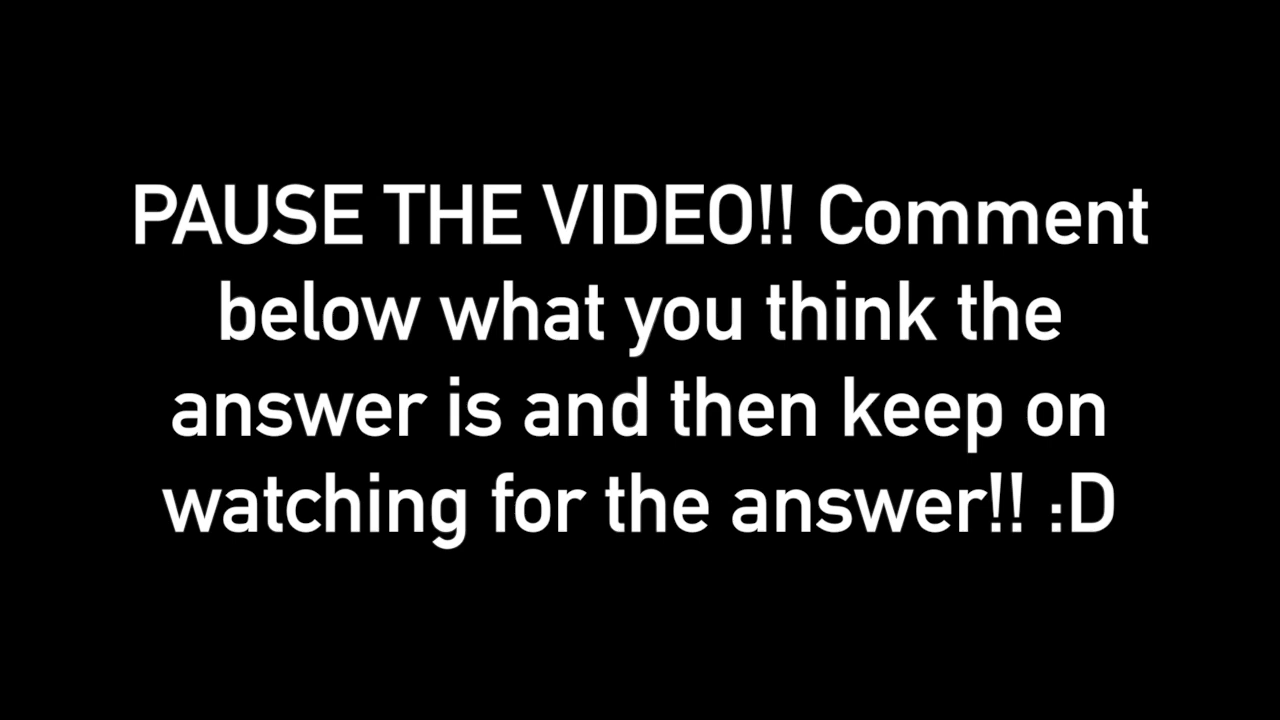 PAUSE THE VIDEO!! Comment
below what you think the
answer is and then keep on
watching for the answer!! :D